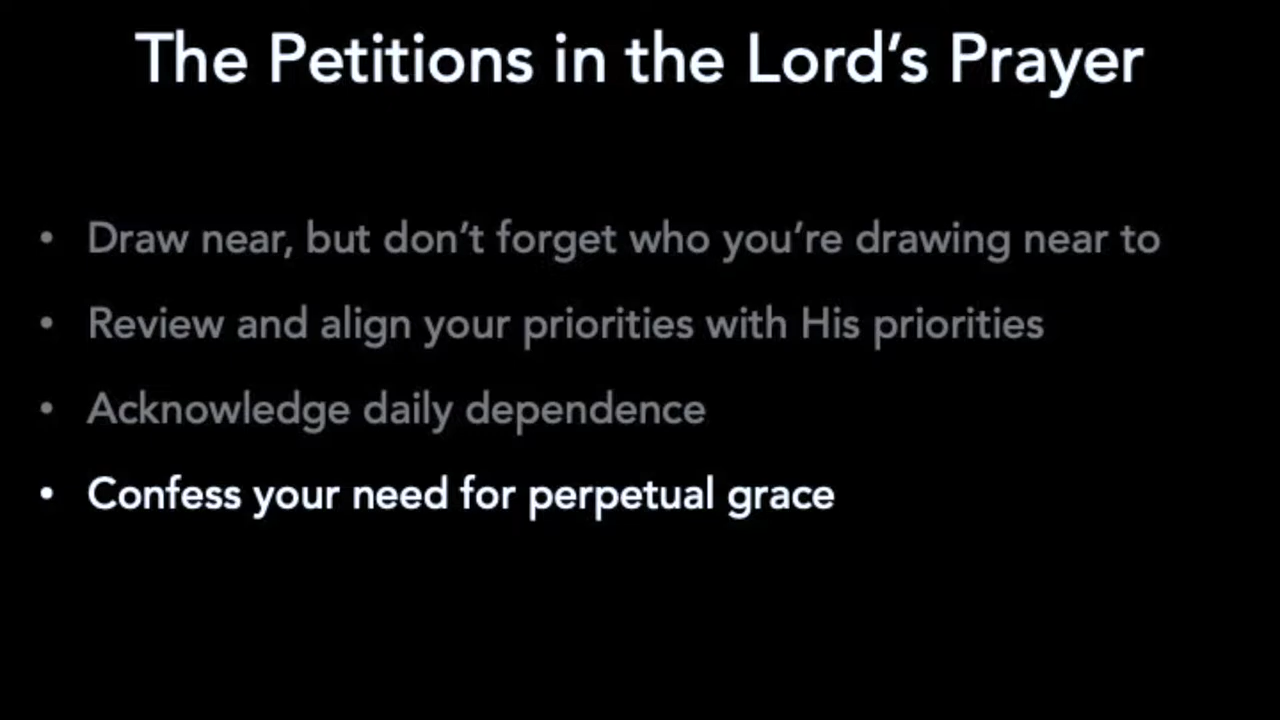 The Petitions in the Lord’s Prayer
• Draw near, but don’t forget who you’re drawing near to
• Review and align your priorities with His priorities
• Acknowledge daily dependence
• Confess your need for perpetual grace